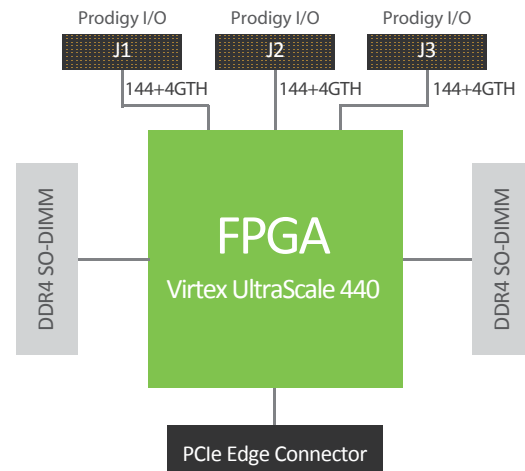 Prodigy I/O
Prodigy I/O
Prodigy I/O
J1
J2
J3
144+4GTH
144+4GTH
144+4GTH
DDR4 SO-DIMM
FPGA
Virtex UltraScale 440
DDR4 SO-DIMM
PCIe Edge Connector